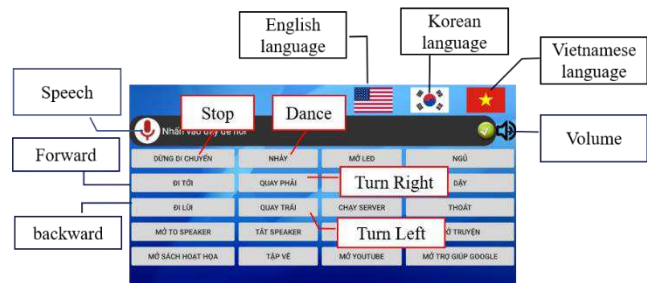 English
language
Korean
language
Vietnamese
language
Speech
Stop
Dance
Nhấn vào đây để nói
Volume
DỪNG DI CHUYỂN NHẢY MỞ LED NGỦ
Forward
ĐI TỚI QUAY PHẢI Turn Right DẬY
ĐI LÙI QUAY TRÁI CHẠY SERVER THOÁT
backward
MỞ TO SPEAKER TẮT SPEAKER Turn Left TRUYỆN
MỞ SÁCH HOẠT HỌA TẬP VẼ MỞ YOUTUBE MỞ TRỢ GIÚP GOOGLE